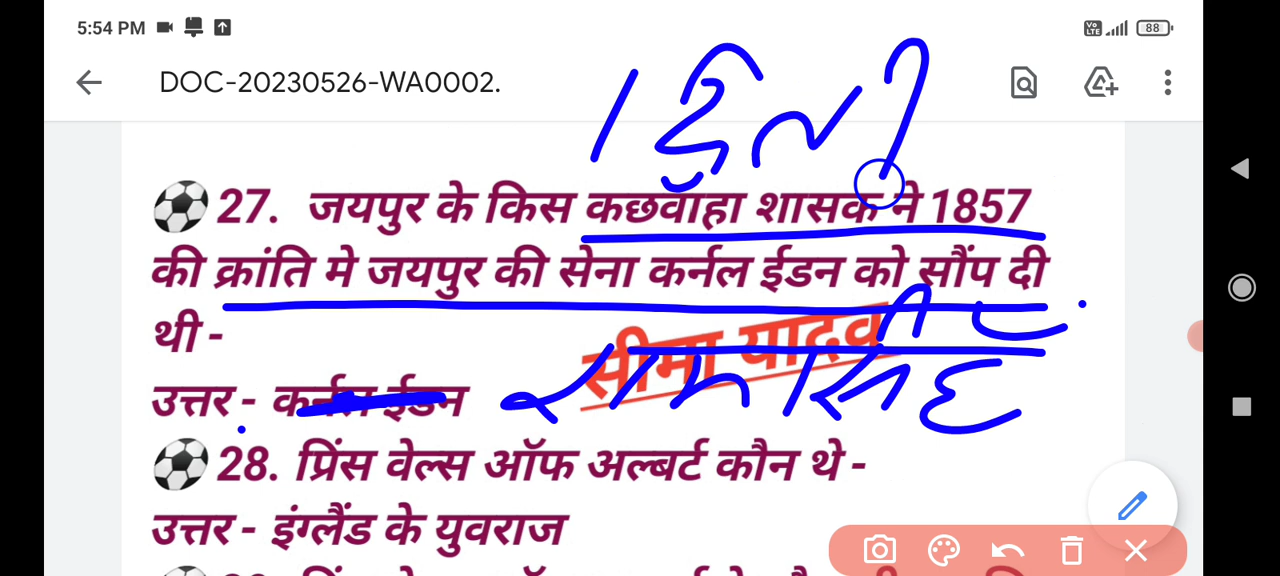 5:54 PM
88
DOC-20230526-WA0002.
27. जयपुर के किस कछवाहा शासक ने 1857
की क्रांति मे जयपुर की सेना कर्नल ईडन को सौंप दी
थी -
सीमा यादव
उत्तर - कर्नल ईडन
रामसिंह
28. प्रिंस वेल्स ऑफ अल्बर्ट कौन थे -
उत्तर - इंग्लैंड के युवराज